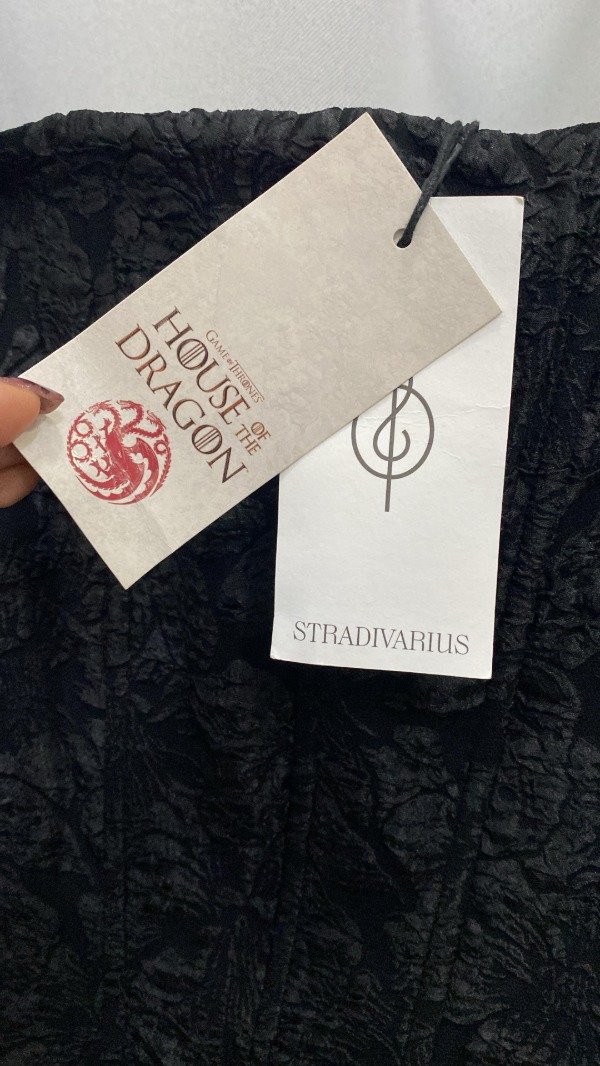 GAME OF THRONES
HOUSE OF
THE
DRAGON
STRADIVARIUS